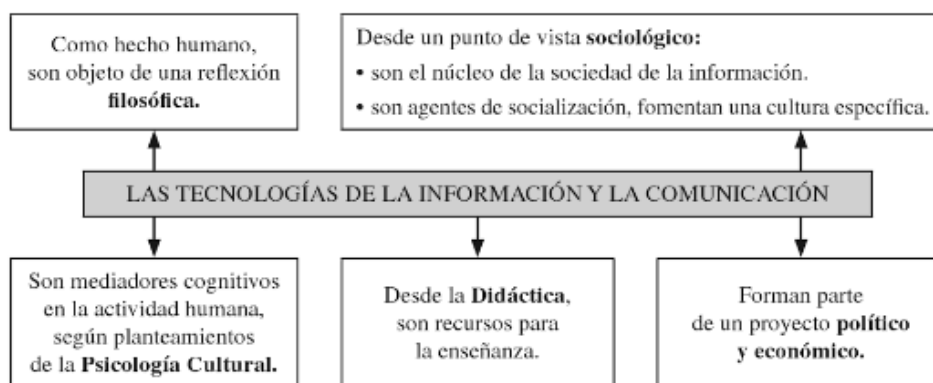 Como hecho humano,
son objeto de una reflexión
filosófica.
Desde un punto de vista sociológico:
• son el núcleo de la sociedad de la información.
• son agentes de socialización, fomentan una cultura específica.
LAS TECNOLOGÍAS DE LA INFORMACIÓN Y LA COMUNICACIÓN
Son mediadores cognitivos
en la actividad humana,
según planteamientos
de la Psicología Cultural.
Desde la Didáctica,
son recursos para
la enseñanza.
Forman parte
de un proyecto político
y económico.